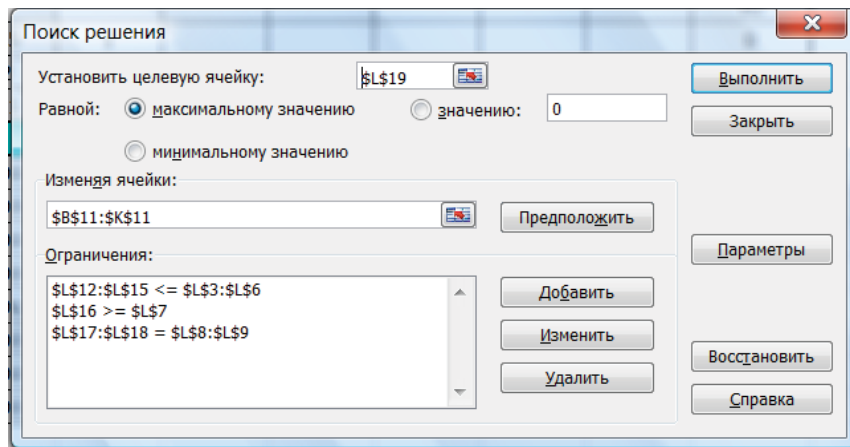 Поиск решения
Установить целевую ячейку: $L$19
Равной: максимальному значению значению: 0
минимальному значению
Изменяя ячейки:
$B$11:$K$11
Предположить
Ограничения:
$L$12:$L$15 <= $L$3:$L$6
$L$16 >= $L$7
$L$17:$L$18 = $L$8:$L$9
Добавить
Изменить
Удалить
Выполнить
Закрыть
Параметры
Восстановить
Справка